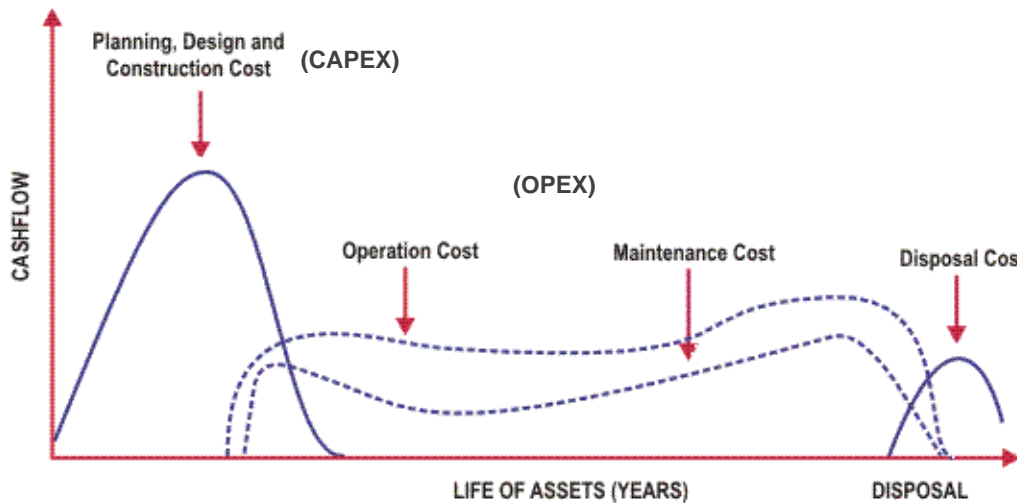 Planning, Design and
Construction Cost
(CAPEX)
(OPEX)
Operation Cost
Maintenance Cost
Disposal Cos
CASHFLOW
LIFE OF ASSETS (YEARS)
DISPOSAL